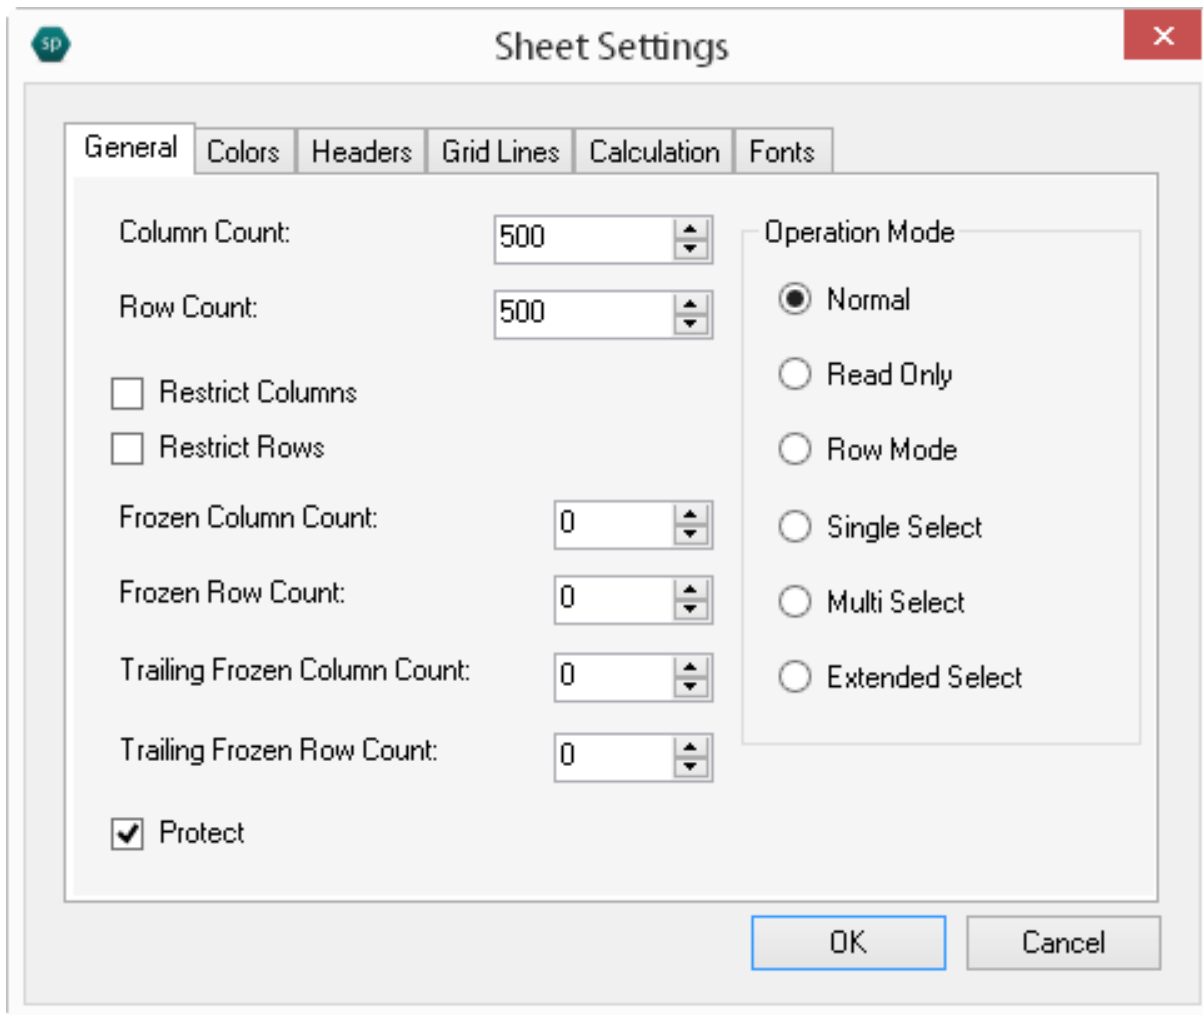 sp
Sheet Settings
General Colors Headers Grid Lines Calculation Fonts
Column Count: 500
Row Count: 500
Restrict Columns
Restrict Rows
Frozen Column Count: 0
Frozen Row Count: 0
Trailing Frozen Column Count: 0
Trailing Frozen Row Count: 0
Protect
Operation Mode
Normal
Read Only
Row Mode
Single Select
Multi Select
Extended Select
OK Cancel